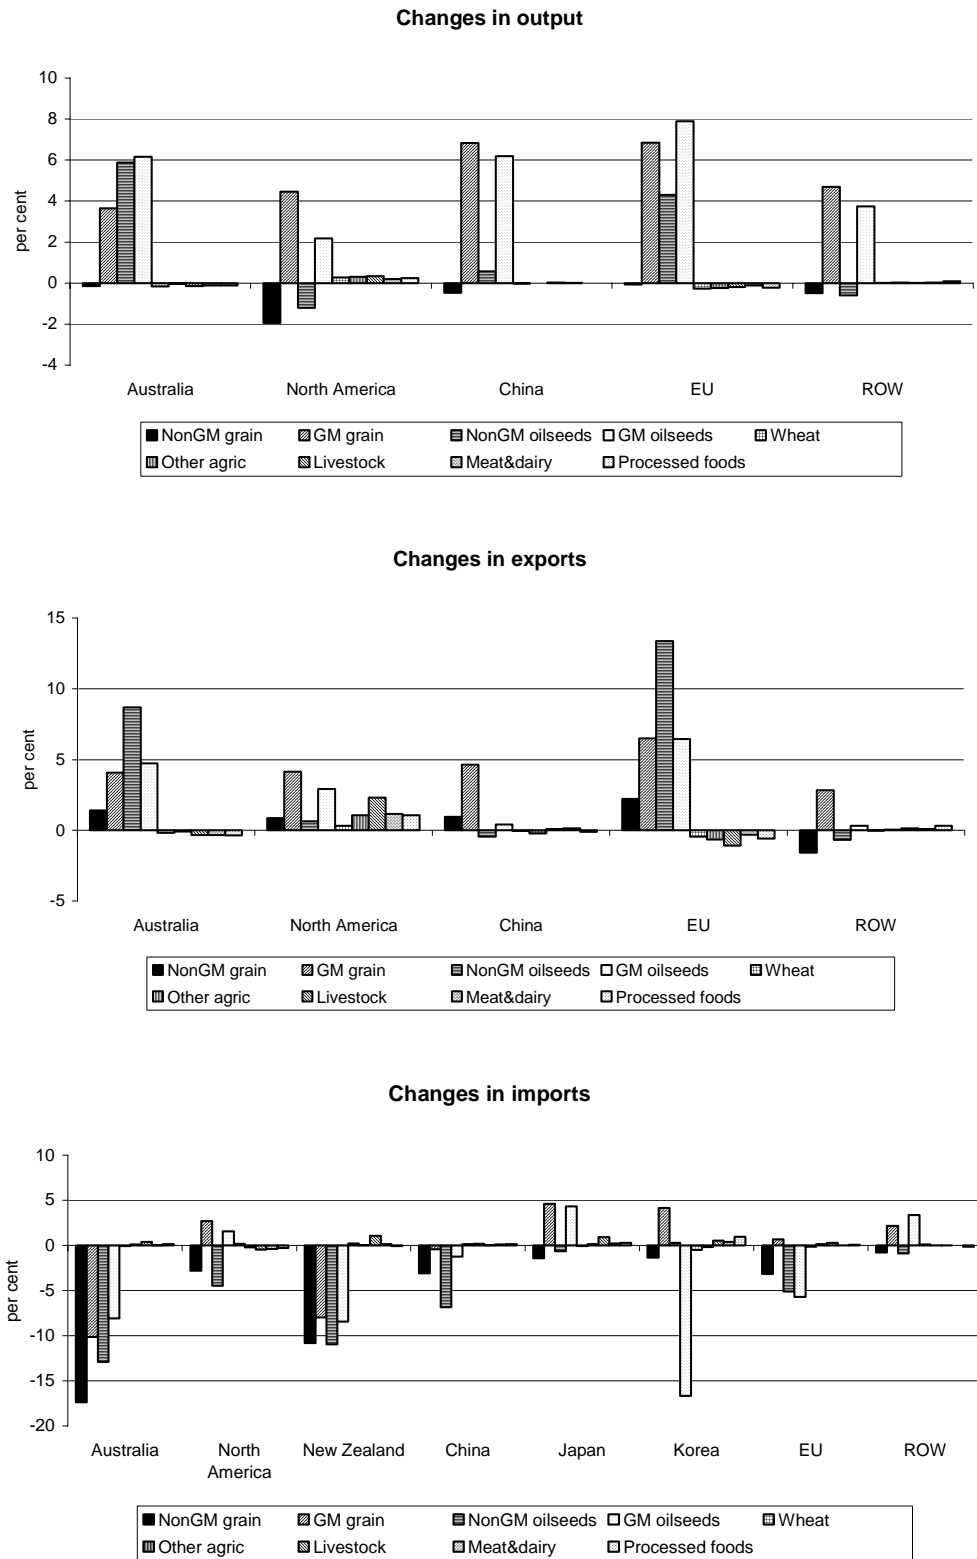 Changes in output
10
8
6
4
2
0
-2
-4
per cent
Australia North America China EU ROW
NonGM grain GM grain NonGM oilseeds GM oilseeds Wheat
Other agric Livestock Meat&dairy Processed foods
Changes in exports
15
10
5
0
-5
per cent
Australia North America China EU ROW
NonGM grain GM grain NonGM oilseeds GM oilseeds Wheat
Other agric Livestock Meat&dairy Processed foods
Changes in imports
10
5
0
-5
-10
-15
-20
per cent
Australia North America New Zealand China Japan Korea EU ROW
NonGM grain GM grain NonGM oilseeds GM oilseeds Wheat
Other agric Livestock Meat&dairy Processed foods